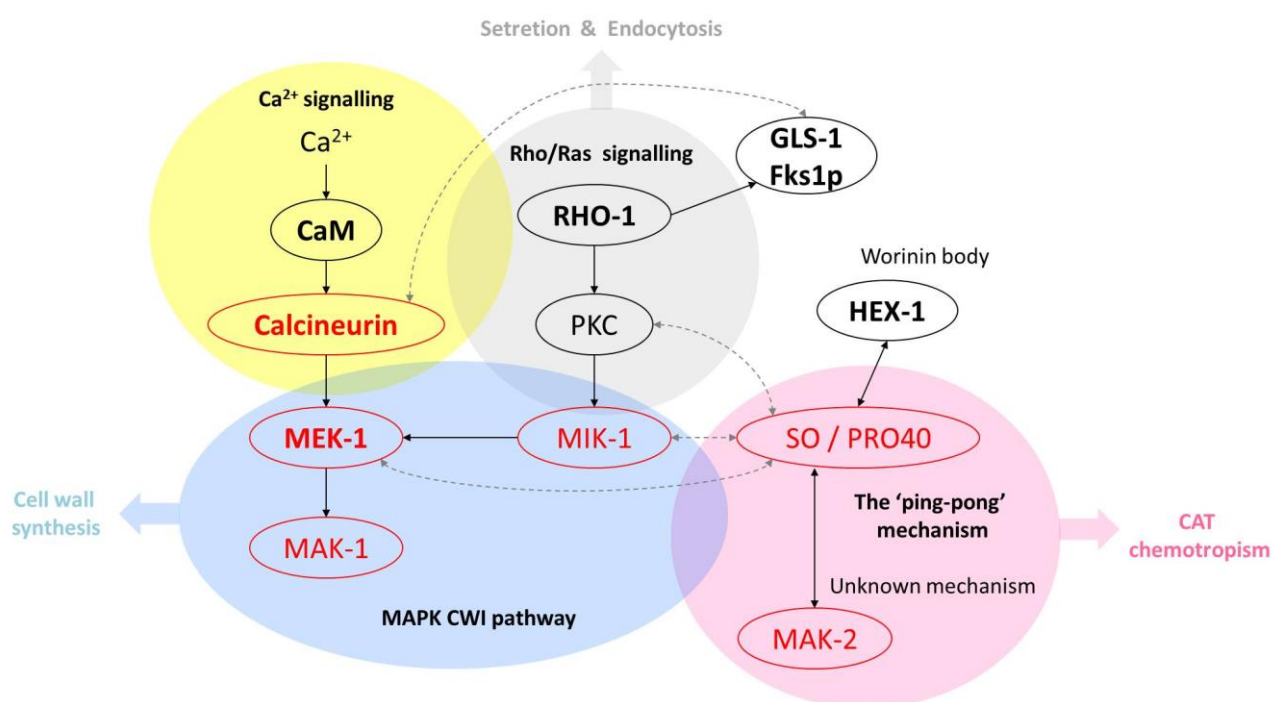 Setretion & Endocytosis
Ca²⁺ signalling
Ca²⁺
CaM
Calcineurin
Rho/Ras signalling
RHO-1
PKC
GLS-1
Fks1p
Worinin body
HEX-1
MEK-1
MIK-1
SO / PRO40
MAK-1
MAPK CWI pathway
The ‘ping-pong’
mechanism
Unknown mechanism
MAK-2
Cell wall
synthesis
CAT
chemotropism